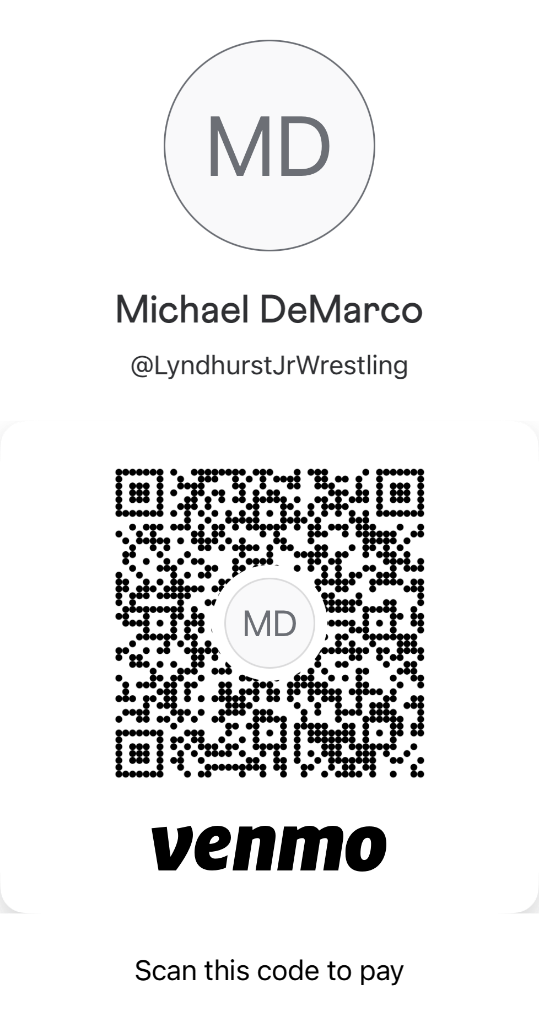 MD
Michael DeMarco
@LyndhurstJrWrestling
MD
venmo
Scan this code to pay